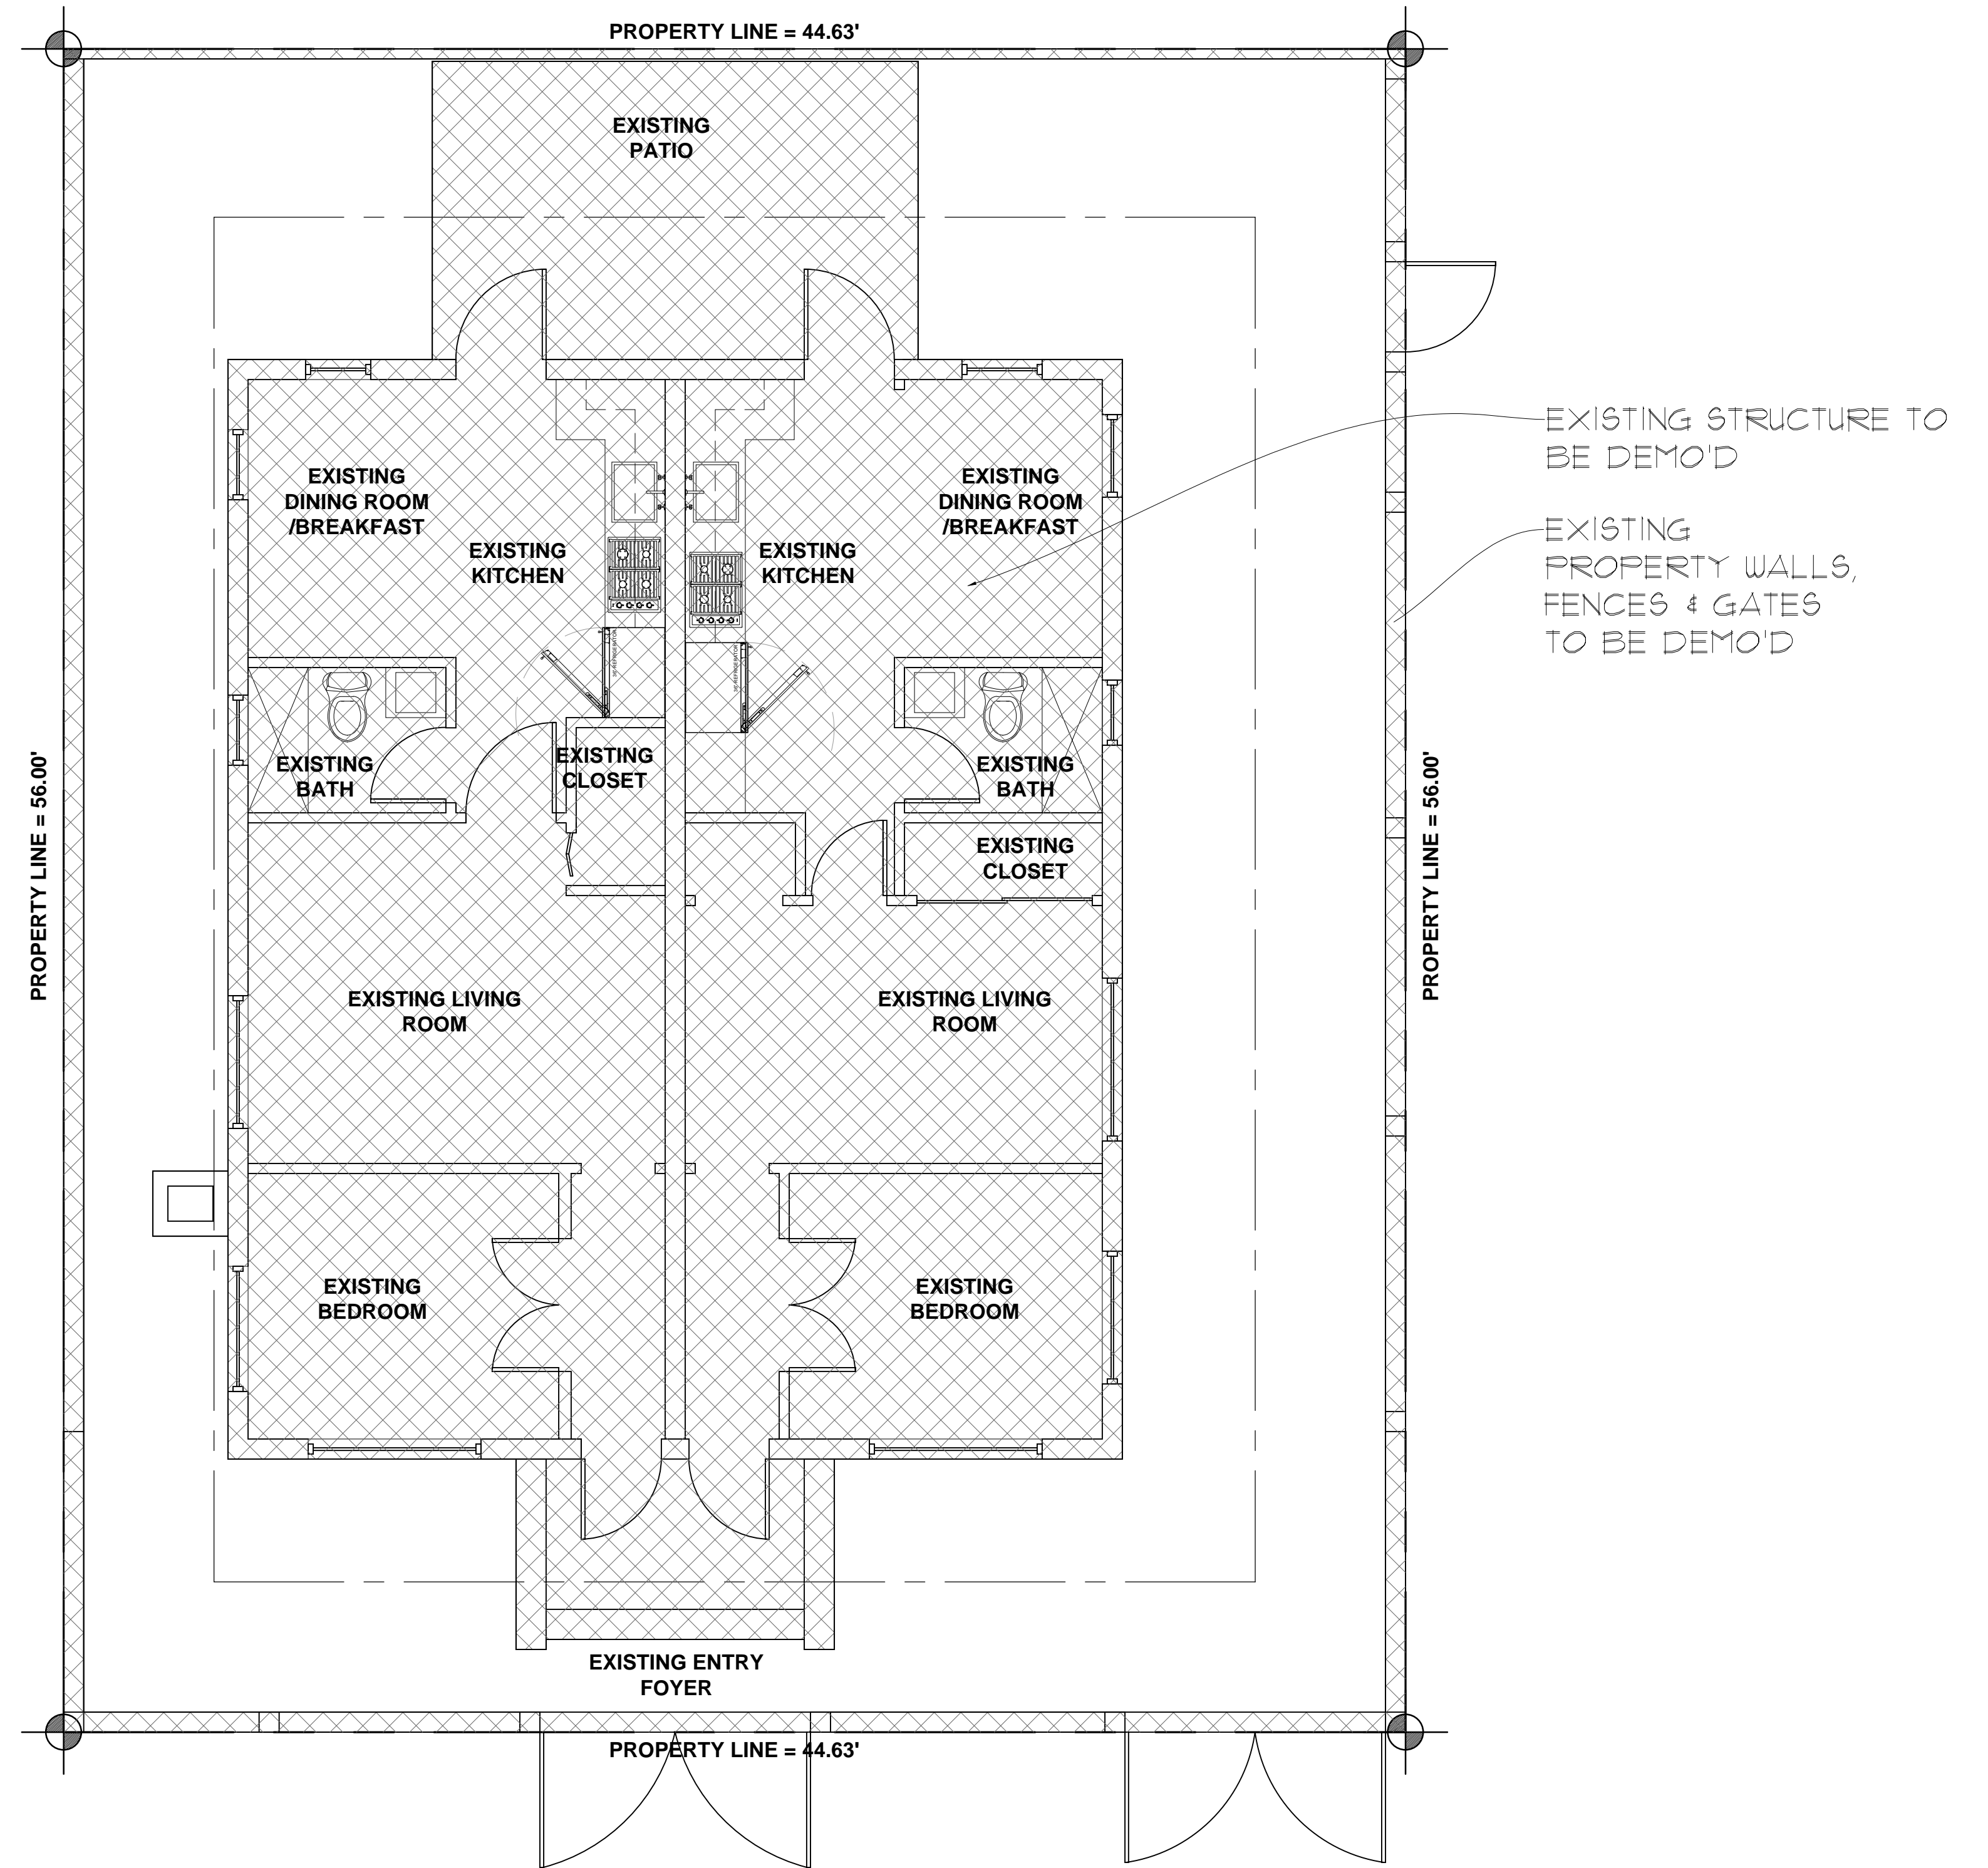 PROPERTY LINE = 44.63'
EXISTING
PATIO
EXISTING STRUCTURE TO
BE DEMO'D
EXISTING
DINING ROOM
/BREAKFAST
EXISTING
DINING ROOM
/BREAKFAST
EXISTING
KITCHEN
EXISTING
KITCHEN
EXISTING
PROPERTY WALLS,
FENCES & GATES
TO BE DEMO'D
EXISTING
BATH
EXISTING
CLOSET
EXISTING
BATH
EXISTING
CLOSET
PROPERTY LINE = 56.00'
PROPERTY LINE = 56.00'
EXISTING LIVING
ROOM
EXISTING LIVING
ROOM
EXISTING
BEDROOM
EXISTING
BEDROOM
EXISTING ENTRY
FOYER
PROPERTY LINE = 44.63'